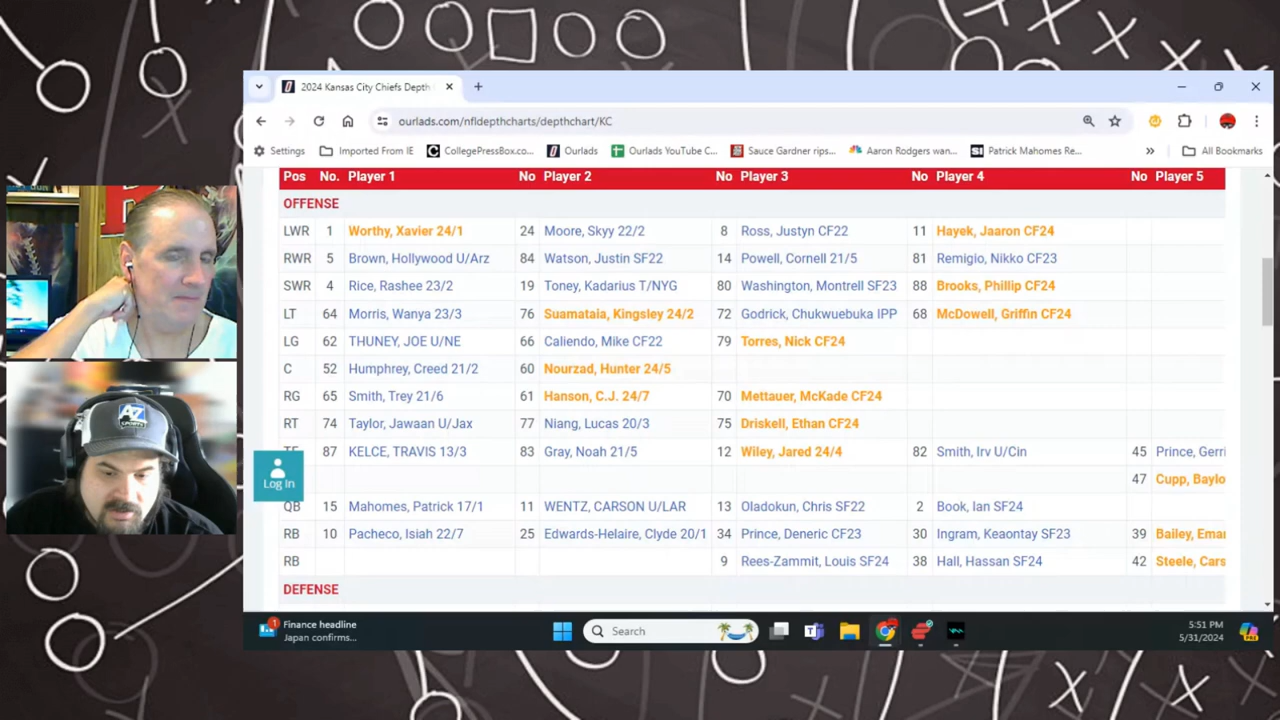 2024 Kansas City Chiefs Depth
ourlads.com/nfldepthcharts/depthchart/KC
Settings Imported From IE CollegePressBox.co... Ourlads Ourlads YouTube C... Sauce Gardner rips... Aaron Rodgers wan... Patrick Mahomes Re... » All Bookmarks
Pos No. Player 1 No Player 2 No Player 3 No Player 4 No Player 5
OFFENSE
LWR 1 Worthy, Xavier 24/1 24 Moore, Skyy 22/2 8 Ross, Justyn CF22 11 Hayek, Jaaron CF24
RWR 5 Brown, Hollywood U/Arz 84 Watson, Justin SF22 14 Powell, Cornell 21/5 81 Remigio, Nikko CF23
SWR 4 Rice, Rashee 23/2 19 Toney, Kadarius T/NYG 80 Washington, Montrell SF23 88 Brooks, Phillip CF24
LT 64 Morris, Wanya 23/3 76 Suamataia, Kingsley 24/2 72 Godrick, Chukwuebuka IPP 68 McDowell, Griffin CF24
LG 62 THUNEY, JOE U/NE 66 Caliendo, Mike CF22 79 Torres, Nick CF24
C 52 Humphrey, Creed 21/2 60 Nourzad, Hunter 24/5
RG 65 Smith, Trey 21/6 61 Hanson, C.J. 24/7 70 Mettauer, McKade CF24
RT 74 Taylor, Jawaan U/Jax 77 Niang, Lucas 20/3 75 Driskell, Ethan CF24
TE 87 KELCE, TRAVIS 13/3 83 Gray, Noah 21/5 12 Wiley, Jared 24/4 82 Smith, Irv U/Cin 45 Prince, Gerri
47 Cupp, Baylo
Log In
QB 15 Mahomes, Patrick 17/1 11 WENTZ, CARSON U/LAR 13 Oladokun, Chris SF22 2 Book, Ian SF24
RB 10 Pacheco, Isiah 22/7 25 Edwards-Helaire, Clyde 20/1 34 Prince, Deneric CF23 30 Ingram, Keaontay SF23 39 Bailey, Emar
RB 9 Rees-Zammit, Louis SF24 38 Hall, Hassan SF24 42 Steele, Cars
DEFENSE
1 Finance headline
Japan confirms...
Search
5:51 PM
5/31/2024